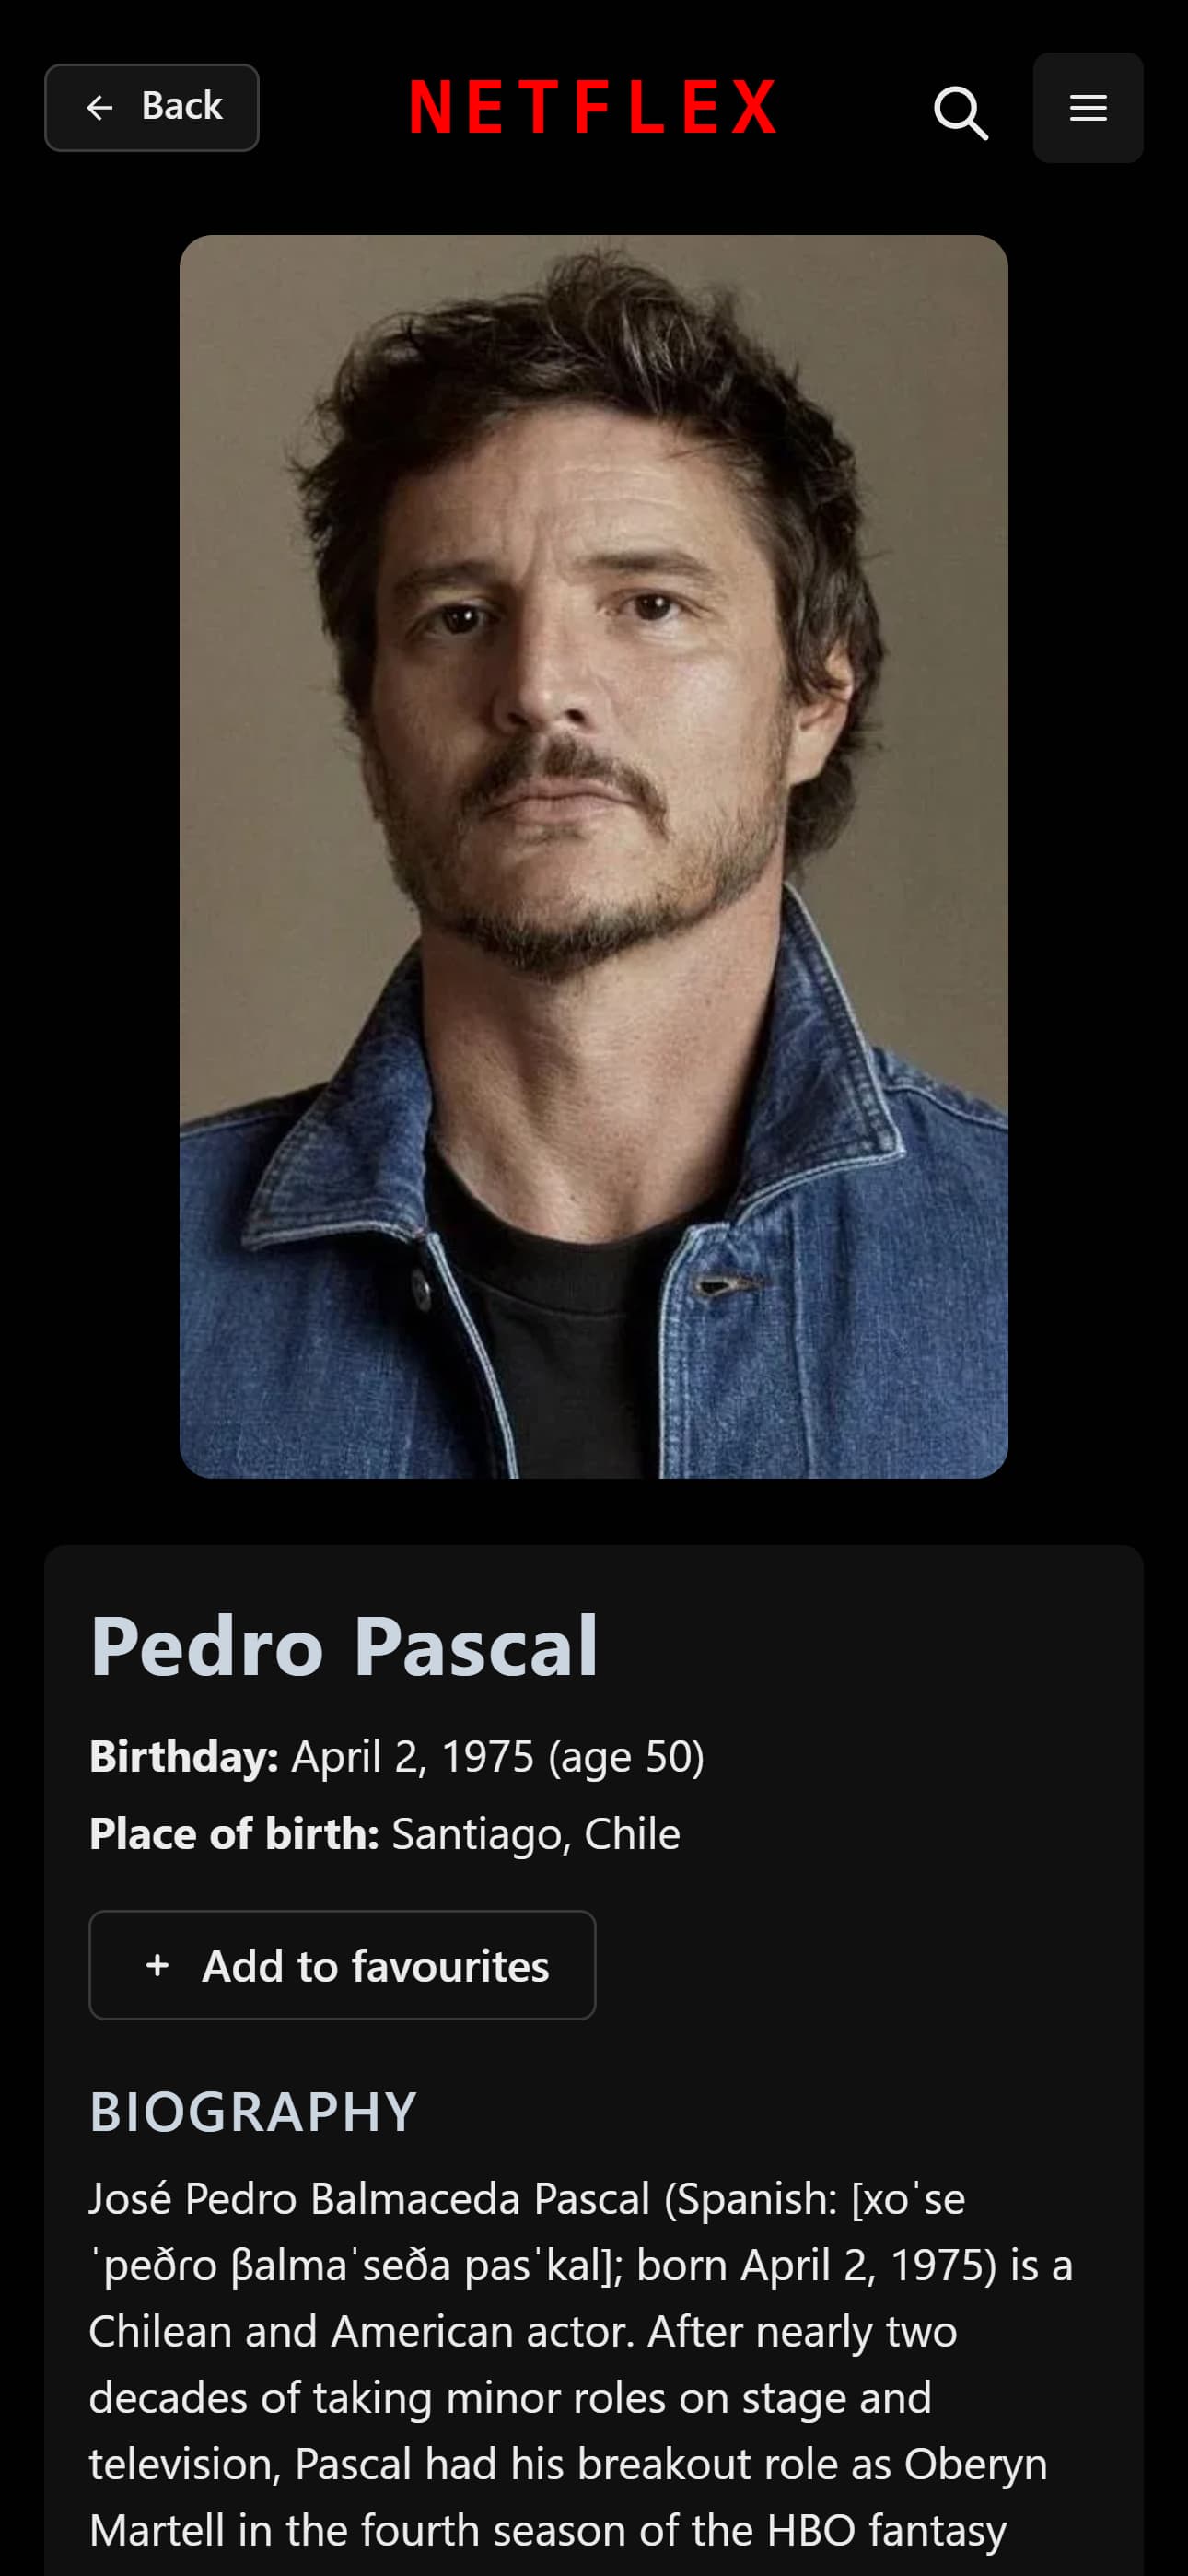 Back
NETFLEX
Pedro Pascal
Birthday: April 2, 1975 (age 50)
Place of birth: Santiago, Chile
+ Add to favourites
BIOGRAPHY
José Pedro Balmaceda Pascal (Spanish: [xoˈse
ˈpeðɾo βalmaˈseða pasˈkal]; born April 2, 1975) is a
Chilean and American actor. After nearly two
decades of taking minor roles on stage and
television, Pascal had his breakout role as Oberyn
Martell in the fourth season of the HBO fantasy